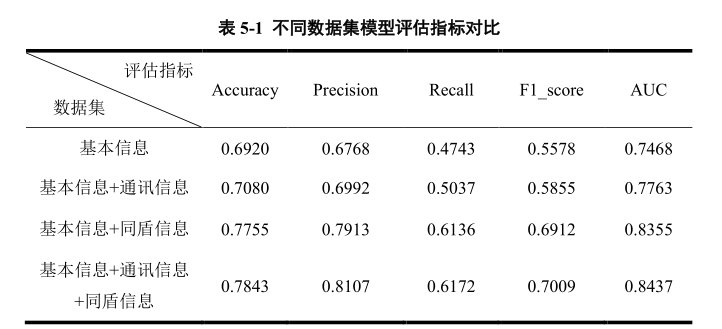 表 5-1 不同数据集模型评估指标对比
评估指标
数据集
Accuracy Precision Recall F1_score AUC
基本信息 0.6920 0.6768 0.4743 0.5578 0.7468
基本信息+通讯信息 0.7080 0.6992 0.5037 0.5855 0.7763
基本信息+同盾信息 0.7755 0.7913 0.6136 0.6912 0.8355
基本信息+通讯信息
+同盾信息 0.7843 0.8107 0.6172 0.7009 0.8437